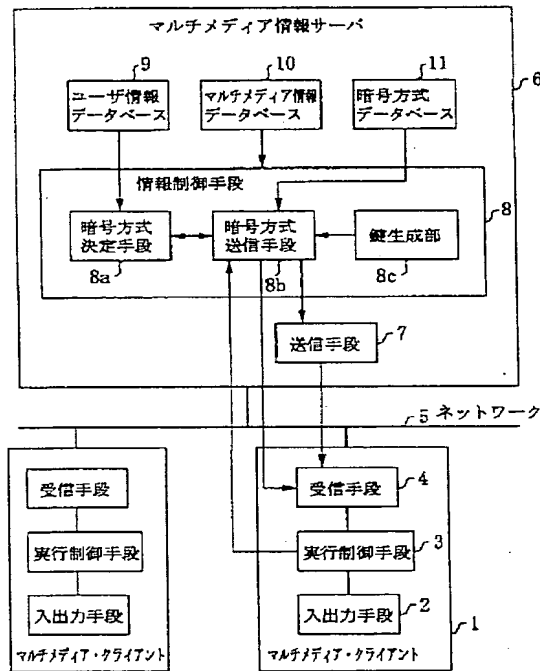 マルチメディア情報サーバ
9
10
11
6
ユーザ情報
データベース
マルチメディア情報
データベース
暗号方式
データベース
情報制御手段
8
暗号方式
決定手段
暗号方式
送信手段
鍵生成部
8a
8b
8c
送信手段
7
5 ネットワーク
受信手段
実行制御手段
入出力手段
マルチメディア・クライアント
受信手段
4
実行制御手段
3
入出力手段
2
マルチメディア・クライアント
1